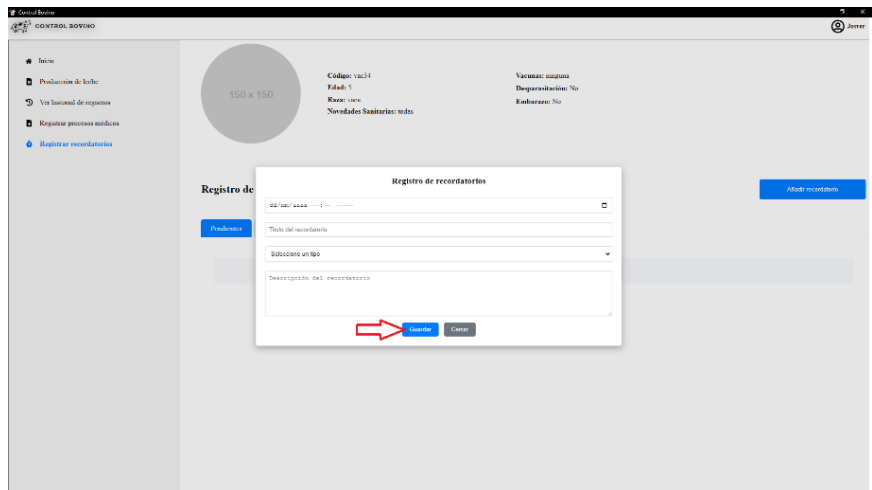 Control Bovino
CONTROL BOVINO
Josver
Inicio
Producción de leche
Ver historial de registros
Registrar procesos médicos
Registrar recordatorios
150 x 150
Código: vac34
Edad: 5
Raza: vaca
Novedades Sanitarias: todas
Vacunas: ninguna
Desparasitación: No
Embarazo: No
Registro de
Añadir recordatorio
Pendientes
Registro de recordatorios
dd/mm/aaaa --:-- -----
Título del recordatorio
Seleccione un tipo
Descripción del recordatorio
Guardar
Cerrar